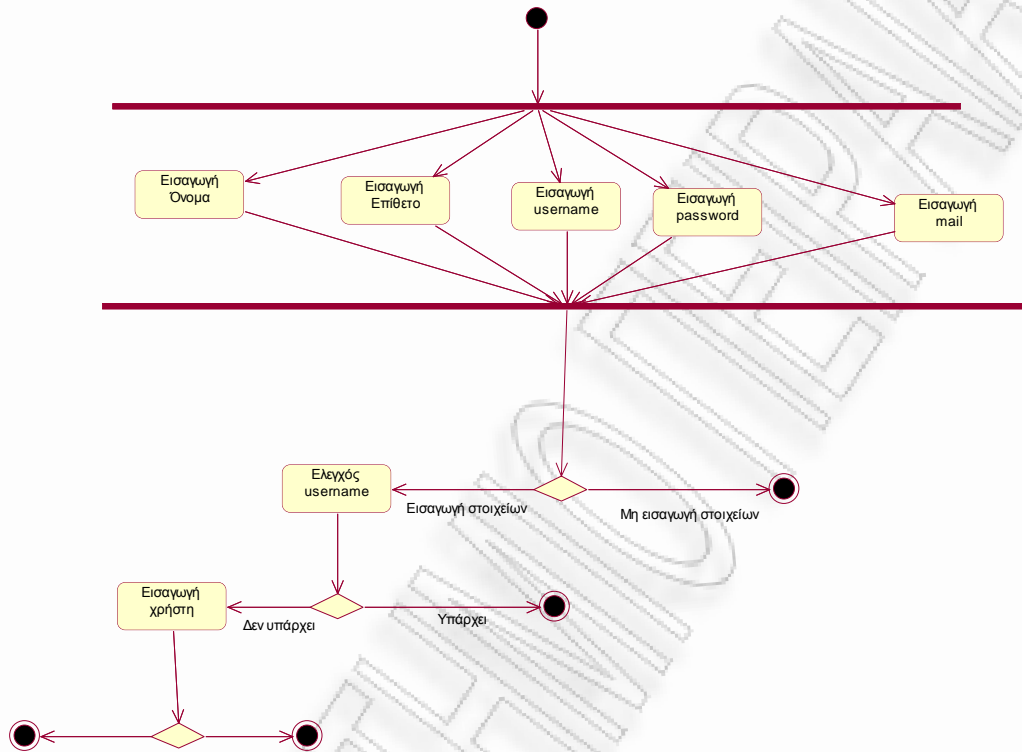 Εισαγωγή
Όνομα
Εισαγωγή
Επίθετο
Εισαγωγή
username
Εισαγωγή
password
Εισαγωγή
mail
Ελεγχός
username
Εισαγωγή στοιχείων
Μη εισαγωγή στοιχείων
Εισαγωγή
χρήστη
Δεν υπάρχει
Υπάρχει